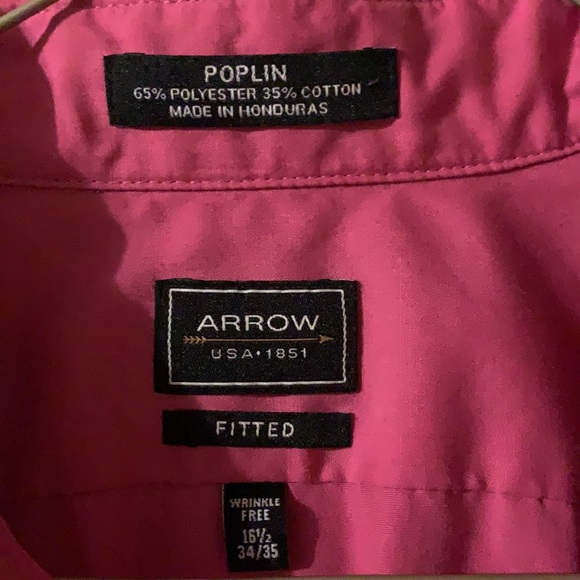 POPLIN
65% POLYESTER 35% COTTON
MADE IN HONDURAS
ARROW
USA•1851
FITTED
WRINKLE
FREE
16½
34/35